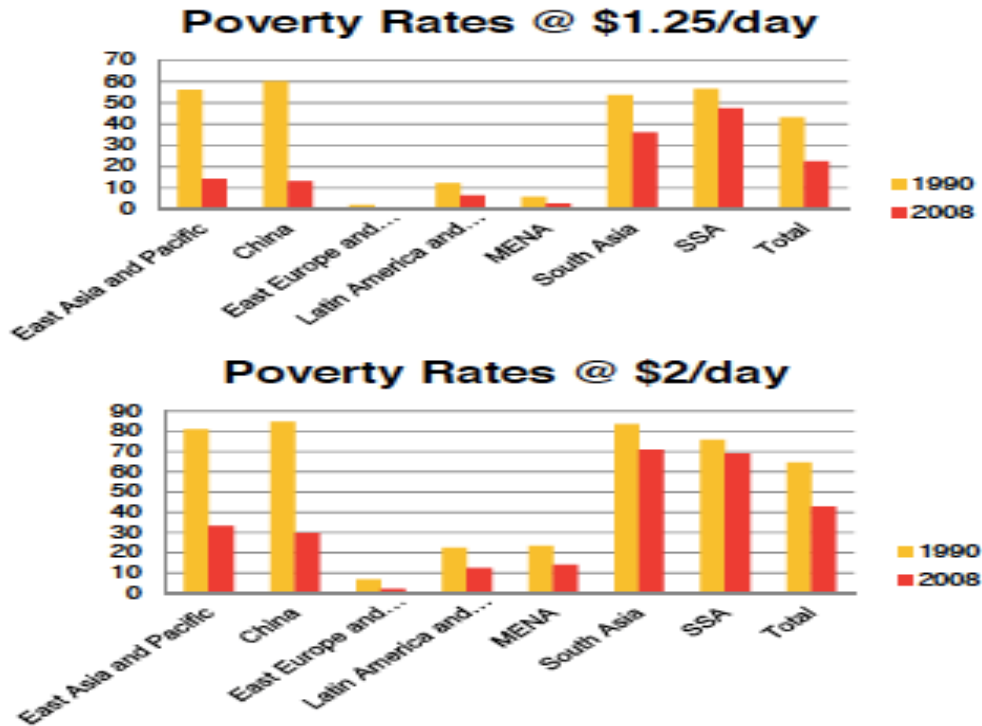 Poverty Rates @ $1.25/day
70
60
50
40
30
20
10
0
East Asia and Pacific
China
East Europe and...
Latin America and...
MENA
South Asia
SSA
Total
1990
2008
Poverty Rates @ $2/day
90
80
70
60
50
40
30
20
10
0
East Asia and Pacific
China
East Europe and...
Latin America and...
MENA
South Asia
SSA
Total
1990
2008